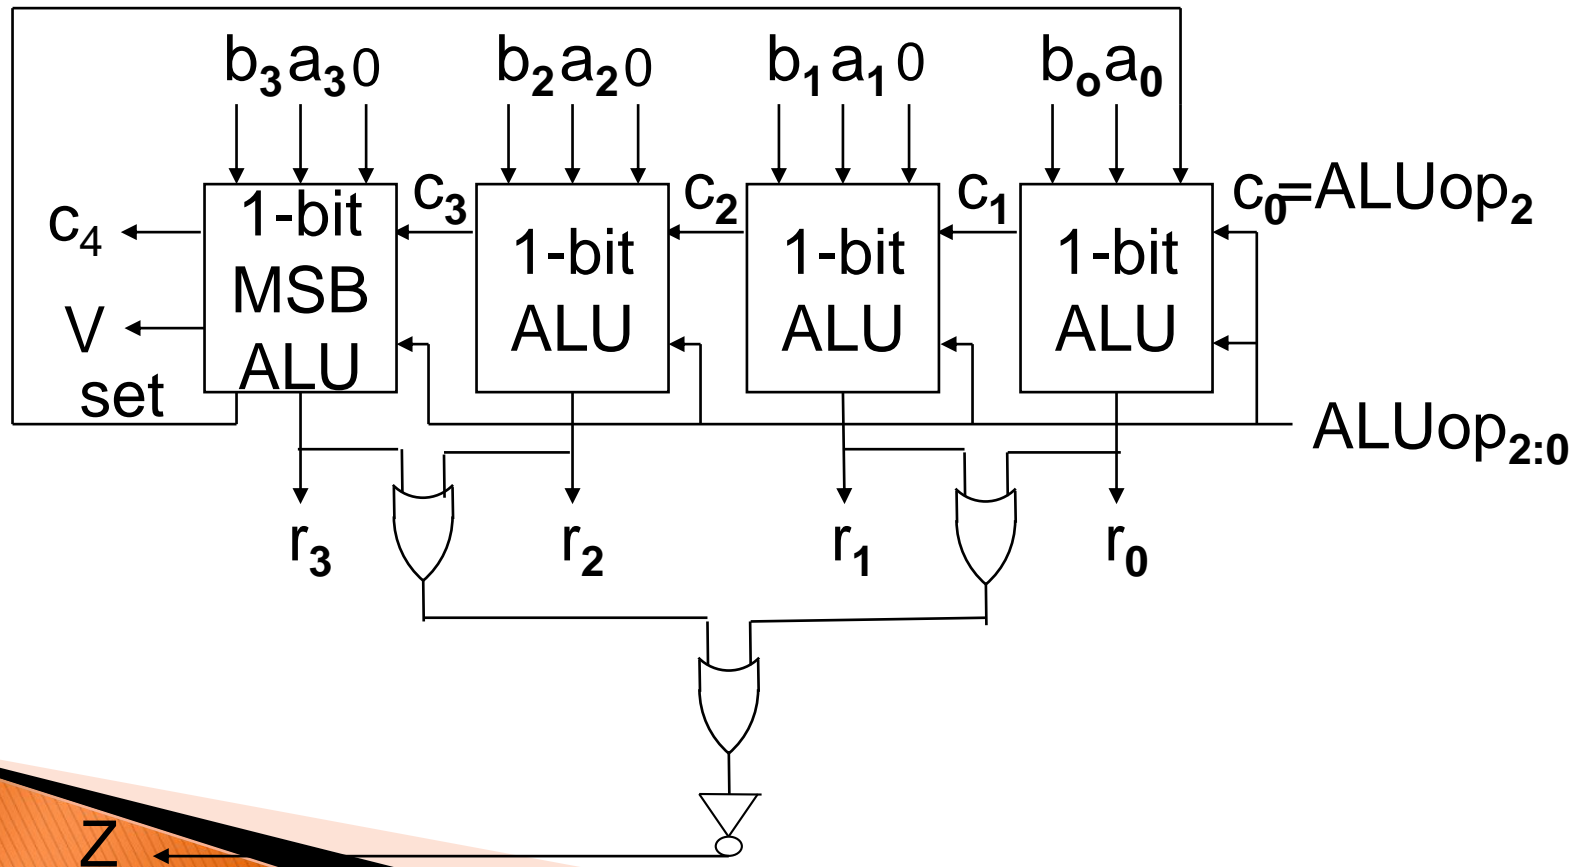 b₃ a₃ 0 b₂ a₂ 0 b₁ a₁ 0 bₒ a₀
c₄ c₃ c₂ c₁ c₀=ALUop₂
1-bit MSB ALU
1-bit ALU
1-bit ALU
1-bit ALU
V
set
ALUop₂:₀
r₃ r₂ r₁ r₀
Z